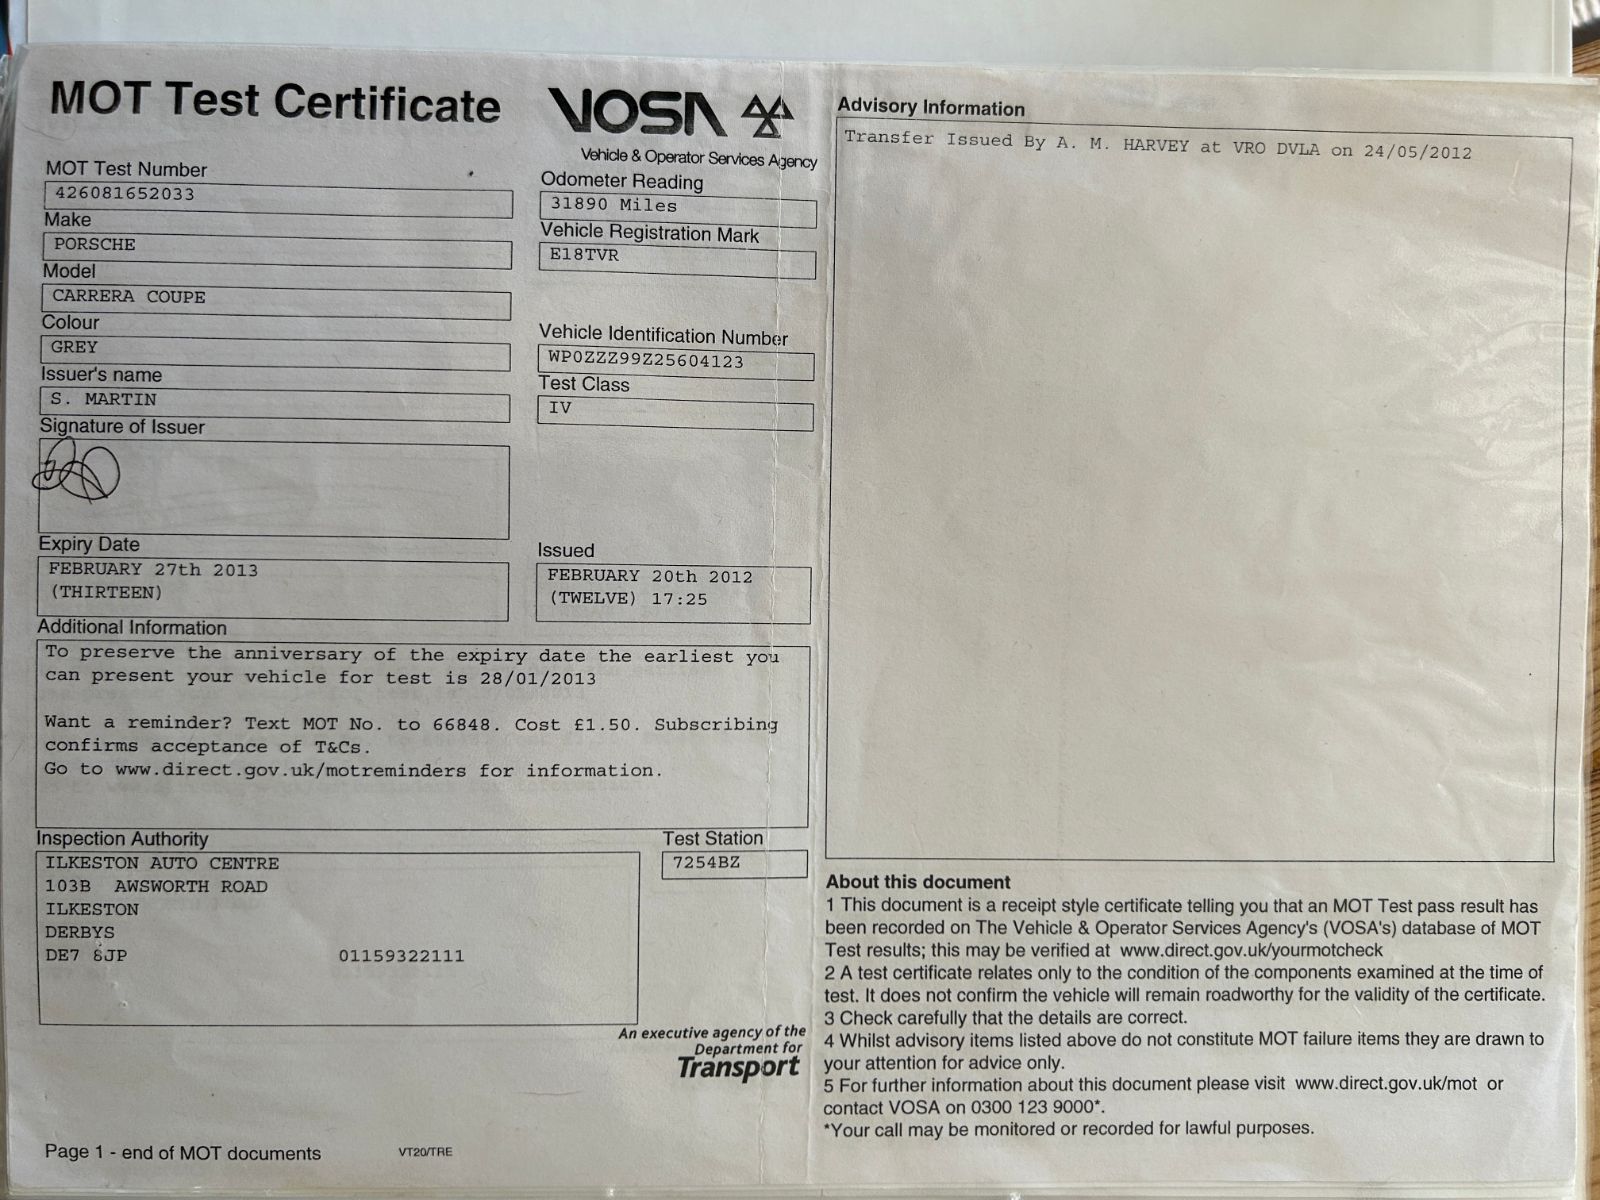 MOT Test Certificate
VOSA
Vehicle & Operator Services Agency
MOT Test Number
426081652033
Make
PORSCHE
Model
CARRERA COUPE
Colour
GREY
Issuer's name
S. MARTIN
Signature of Issuer
Odometer Reading
31890 Miles
Vehicle Registration Mark
E18TVR
Vehicle Identification Number
WP0ZZZ99Z25604123
Test Class
IV
Expiry Date
FEBRUARY 27th 2013
(THIRTEEN)
Issued
FEBRUARY 20th 2012
(TWELVE) 17:25
Additional Information
To preserve the anniversary of the expiry date the earliest you
can present your vehicle for test is 28/01/2013
Want a reminder? Text MOT No. to 66848. Cost £1.50. Subscribing
confirms acceptance of T&Cs.
Go to www.direct.gov.uk/motreminders for information.
Inspection Authority
ILKESTON AUTO CENTRE
103B AWSWORTH ROAD
ILKESTON
DERBYS
DE7 8JP 01159322111
Test Station
7254BZ
An executive agency of the
Department for
Transport
Page 1 - end of MOT documents
VT20/TRE
Advisory Information
Transfer Issued By A. M. HARVEY at VRO DVLA on 24/05/2012
About this document
1 This document is a receipt style certificate telling you that an MOT Test pass result has
been recorded on The Vehicle & Operator Services Agency's (VOSA's) database of MOT
Test results; this may be verified at www.direct.gov.uk/yourmotcheck
2 A test certificate relates only to the condition of the components examined at the time of
test. It does not confirm the vehicle will remain roadworthy for the validity of the certificate.
3 Check carefully that the details are correct.
4 Whilst advisory items listed above do not constitute MOT failure items they are drawn to
your attention for advice only.
5 For further information about this document please visit www.direct.gov.uk/mot or
contact VOSA on 0300 123 9000*.
*Your call may be monitored or recorded for lawful purposes.